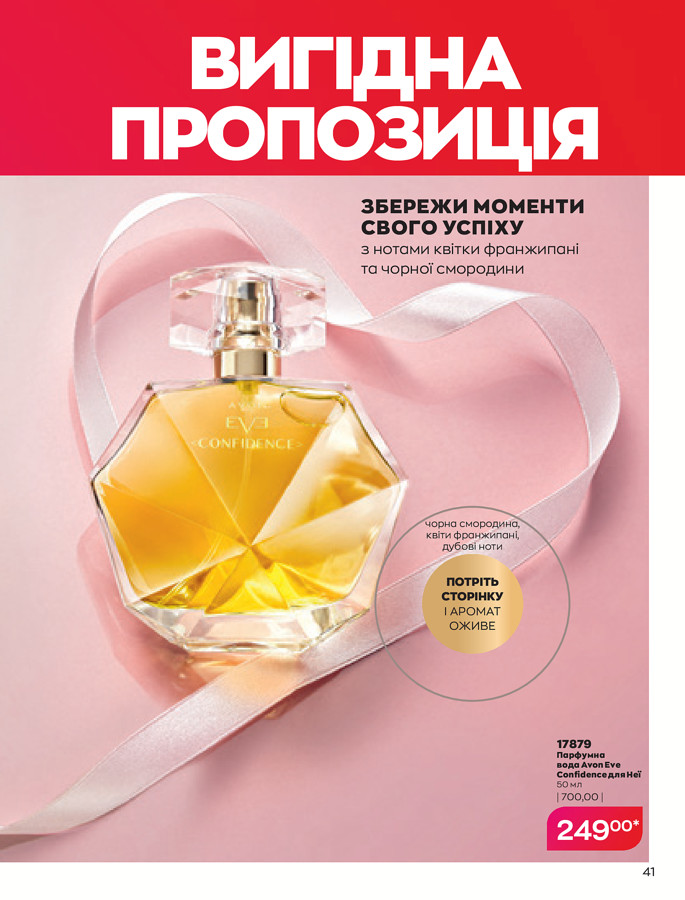 ВИГІДНА
ПРОПОЗИЦІЯ
ЗБЕРЕЖИ МОМЕНТИ
СВОГО УСПІХУ
з нотами квітки франжипані
та чорної смородини
AVON
EVE
<CONFIDENCE>
чорна смородина,
квіти франжипані,
дубові ноти
ПОТРІТЬ
СТОРІНКУ
І АРОМАТ
ОЖИВЕ
17879
Парфумна
вода Avon Eve
Confidence для Неї
50 мл
| 700,00 |
249,00*
41